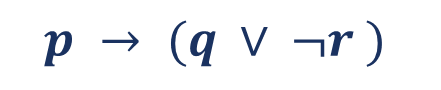 p → (q ∨ ¬r )